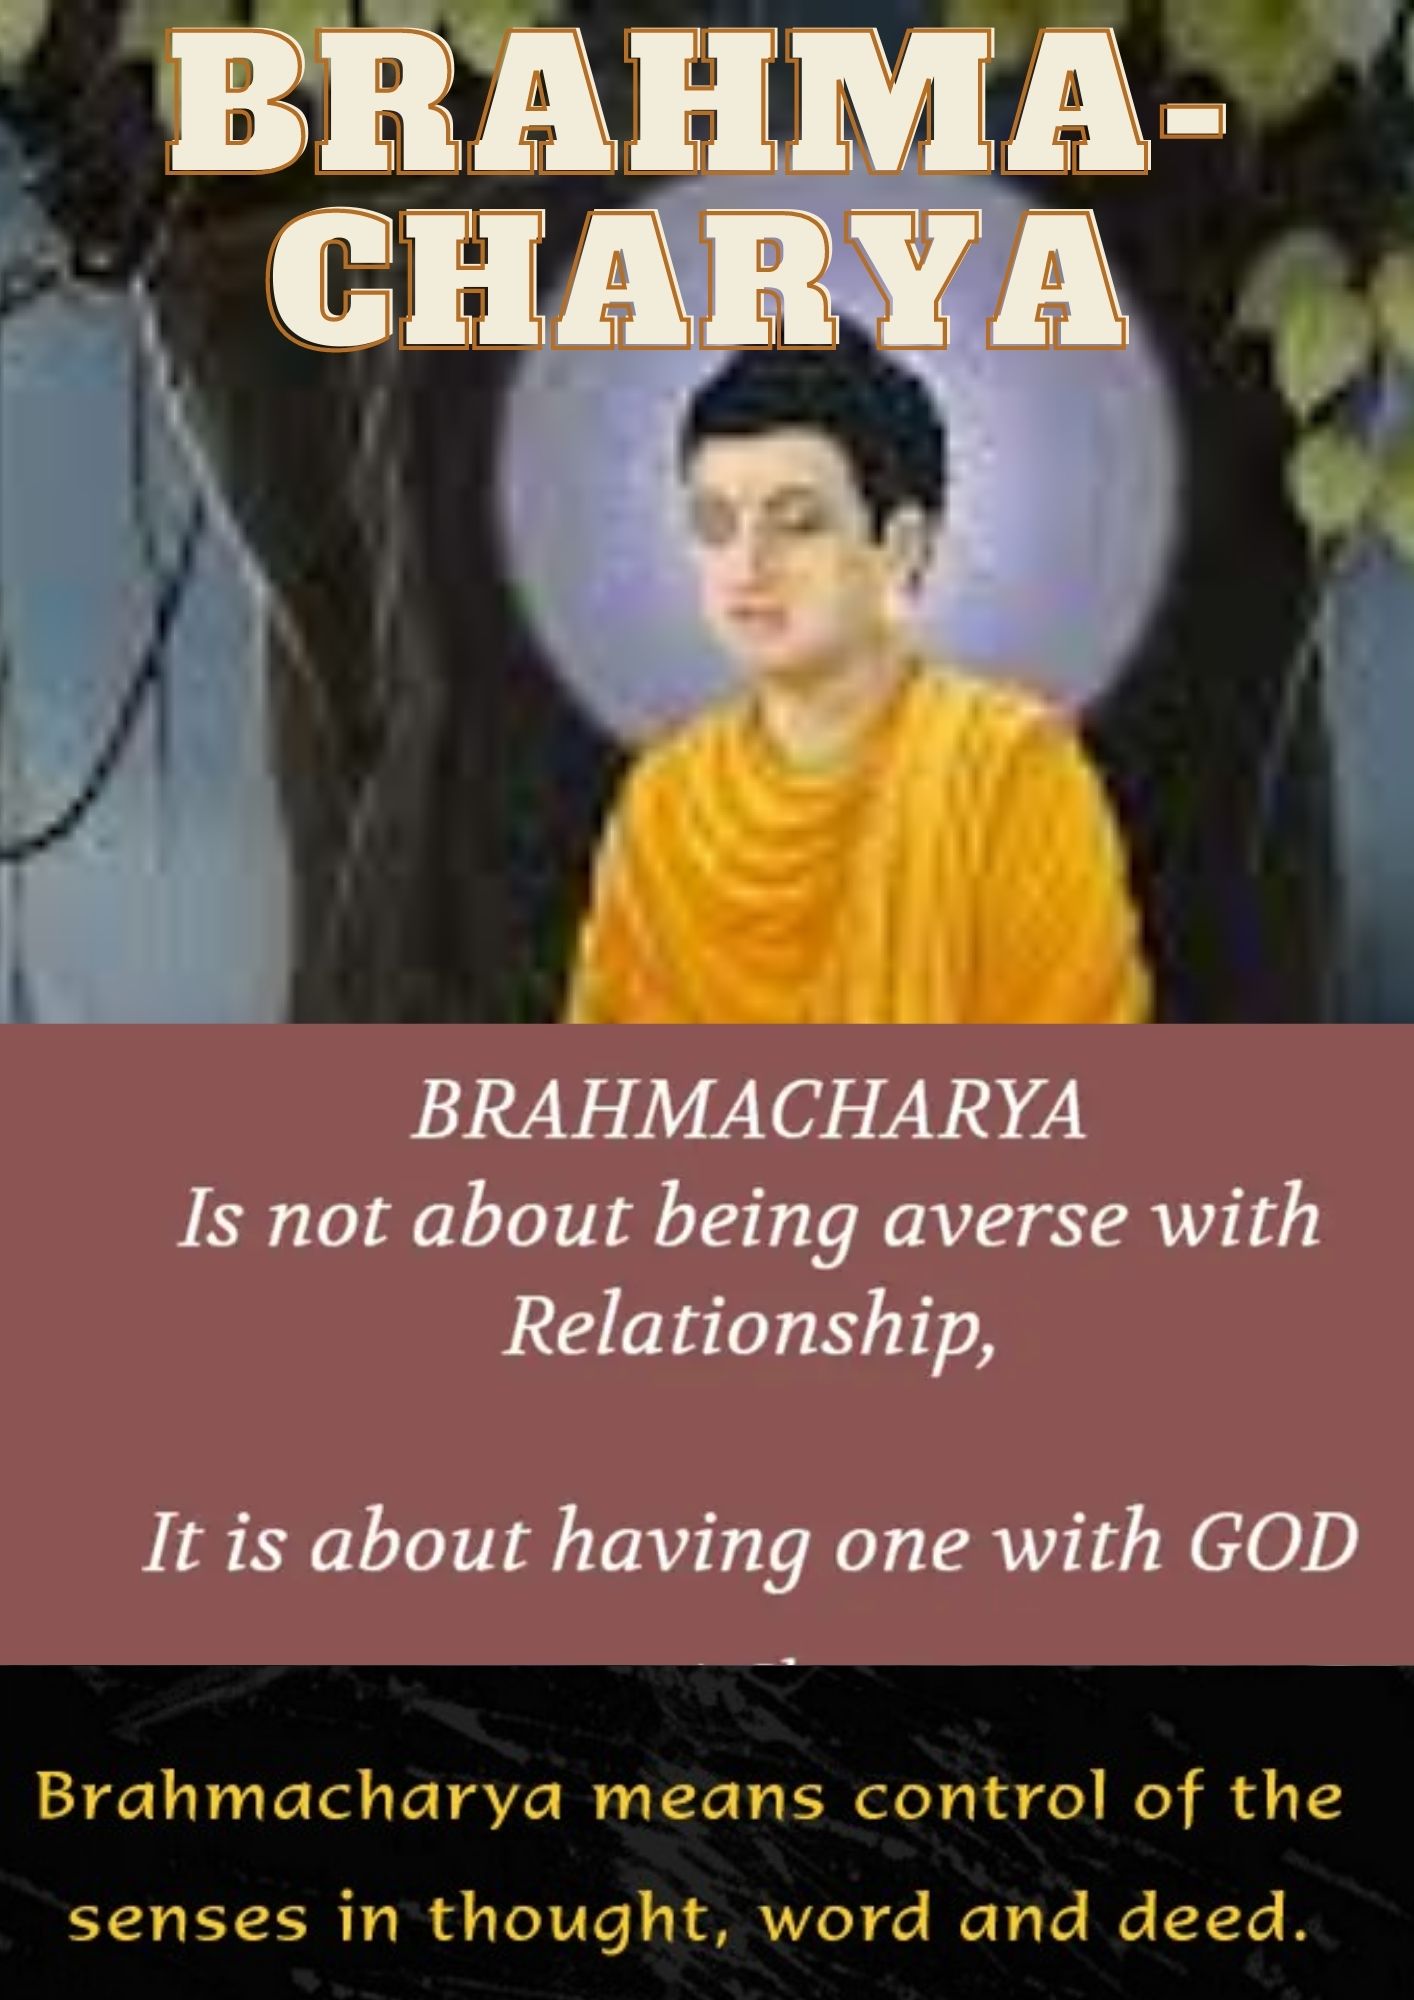 BRAHMA-
CHARYA
BRAHMACHARYA
Is not about being averse with
Relationship,
It is about having one with GOD
Brahmacharya means control of the
senses in thought, word and deed.